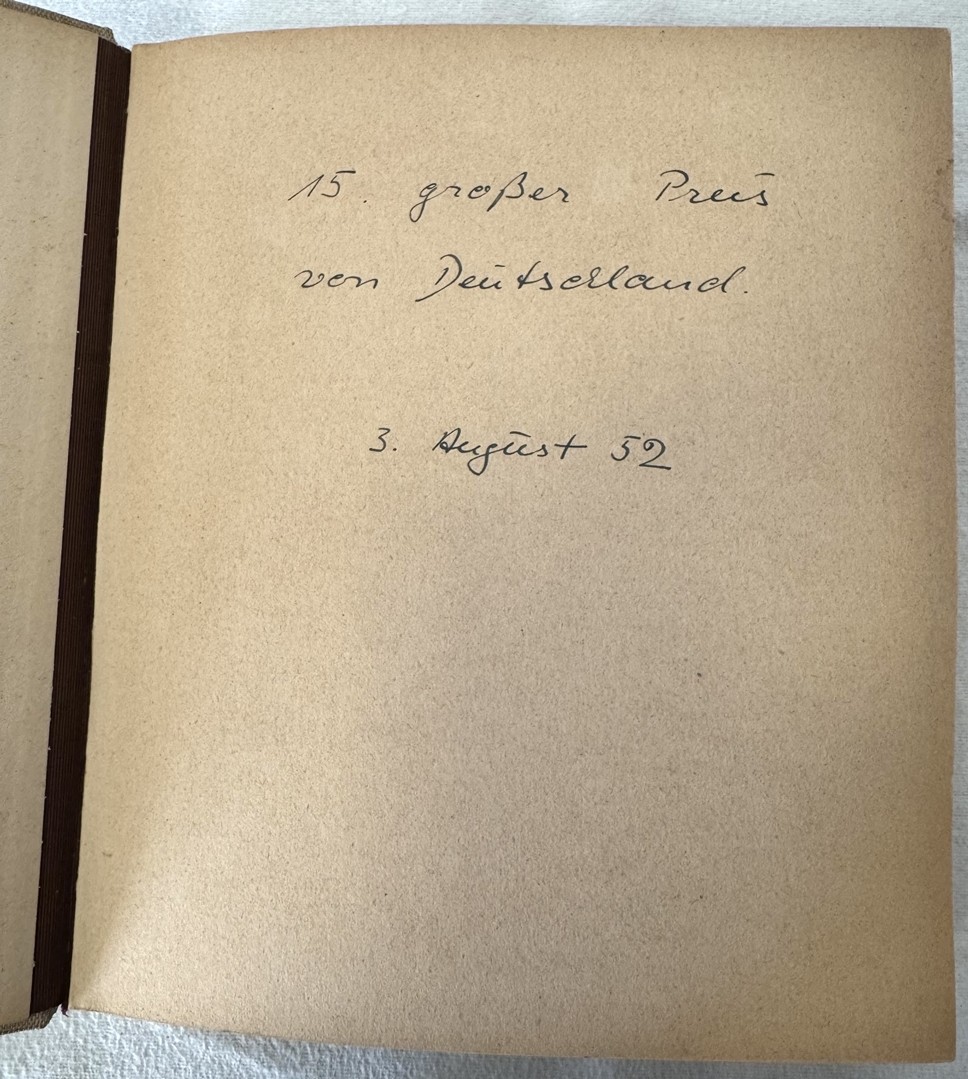 15. großer Preis
von Deutschland.
3. August 52